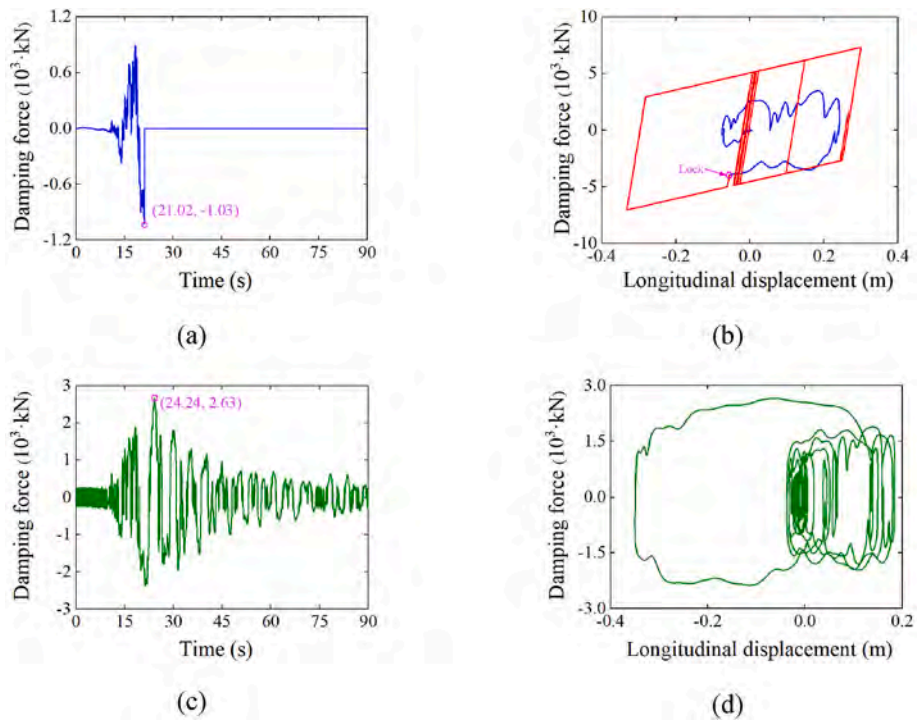 Damping force (10³·kN)
1.2
0.6
0.0
-0.6
-1.2
(21.02, -1.03)
0 15 30 45 60 75 90
Time (s)
(a)
Damping force (10³·kN)
10
5
0
-5
-10
Lock
-0.4 -0.2 0.0 0.2 0.4
Longitudinal displacement (m)
(b)
Damping force (10³·kN)
3
2
1
0
-1
-2
-3
(24.24, 2.63)
0 15 30 45 60 75 90
Time (s)
(c)
Damping force (10³·kN)
3.0
1.5
0.0
-1.5
-3.0
-0.4 -0.2 0.0 0.2
Longitudinal displacement (m)
(d)